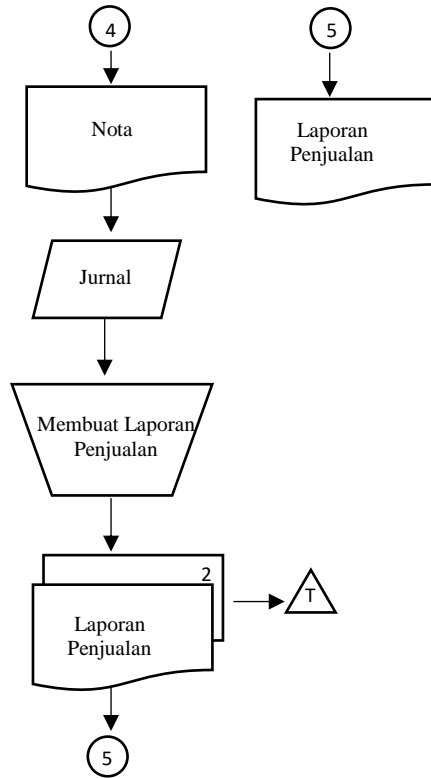 4
Nota
Jurnal
Membuat Laporan
Penjualan
2
Laporan
Penjualan
T
5
5
Laporan
Penjualan